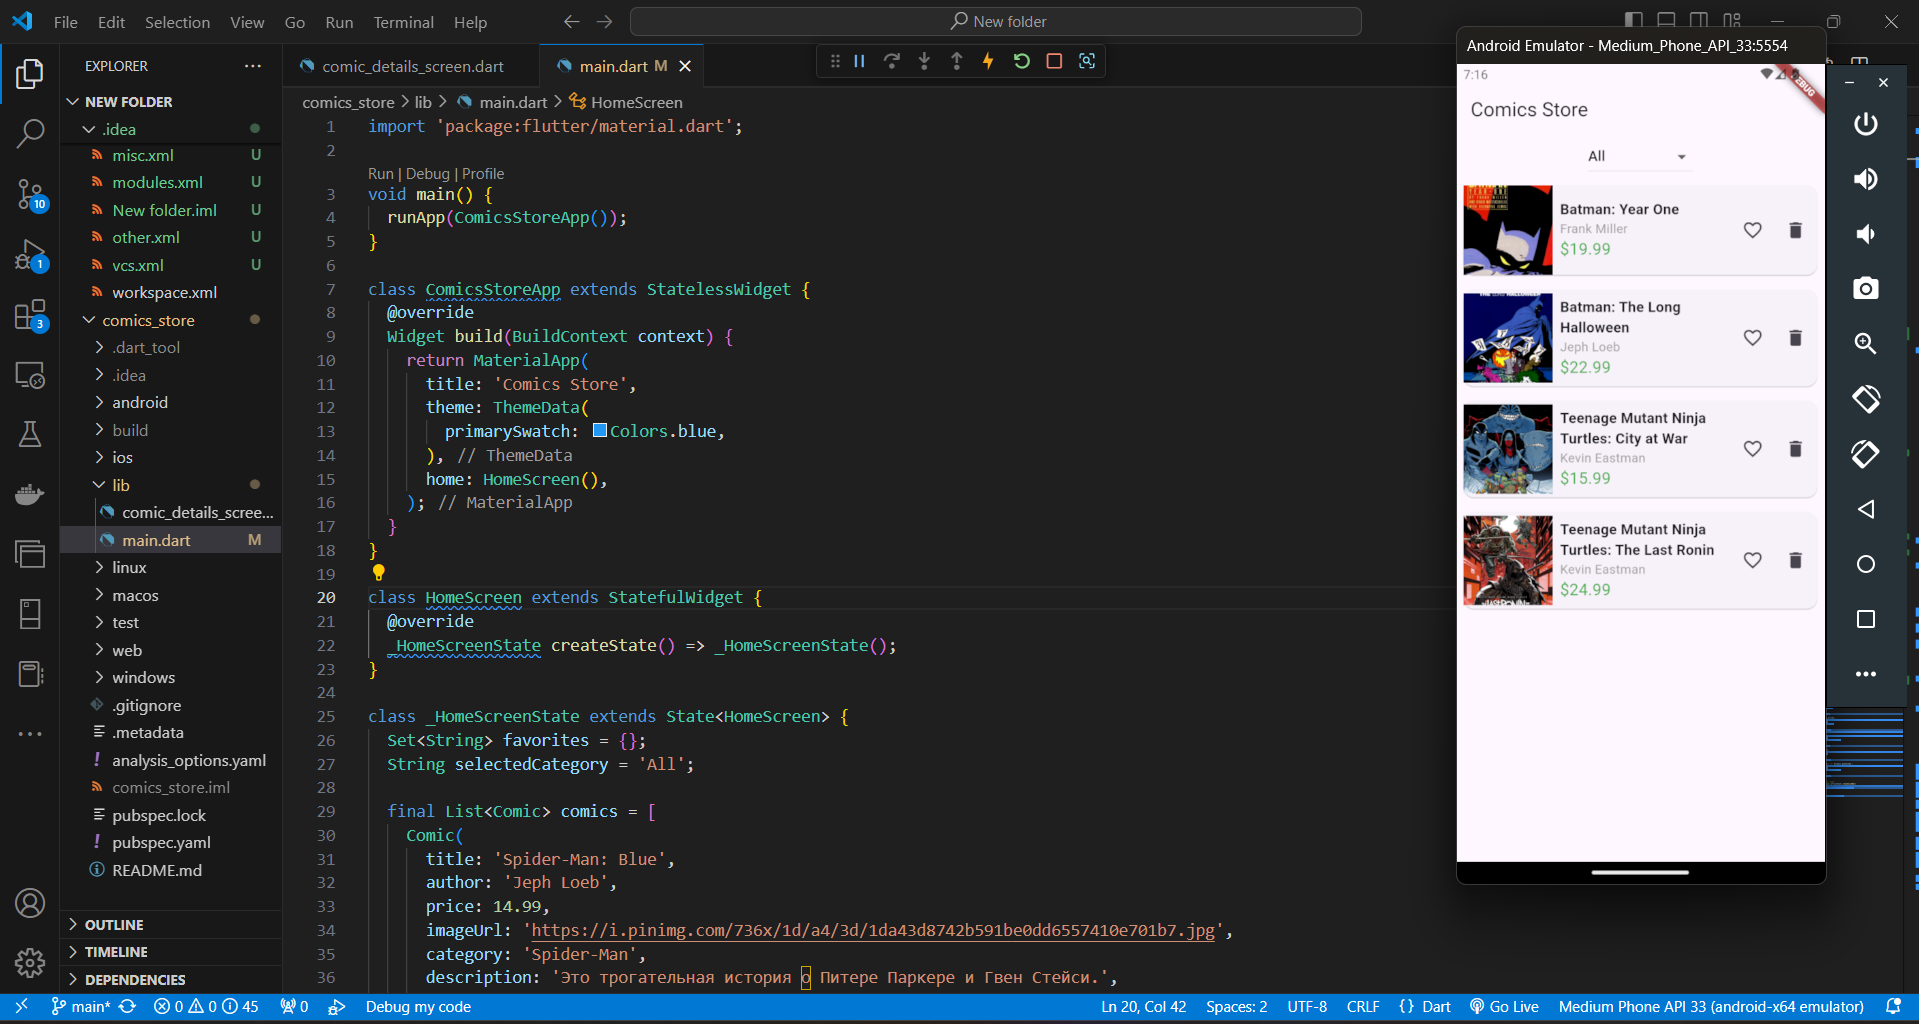 File Edit Selection View Go Run Terminal Help
New folder
EXPLORER
NEW FOLDER
.idea
misc.xml U
modules.xml U
New folder.iml U
other.xml U
vcs.xml U
workspace.xml
comics_store
.dart_tool
.idea
android
build
ios
lib
comic_details_scree...
main.dart M
linux
macos
test
web
windows
.gitignore
.metadata
analysis_options.yaml
comics_store.iml
pubspec.lock
pubspec.yaml
README.md
OUTLINE
TIMELINE
DEPENDENCIES
10
1
3
comic_details_screen.dart
main.dart M
comics_store > lib > main.dart > HomeScreen
1 import 'package:flutter/material.dart';
2
Run | Debug | Profile
3 void main() {
4 runApp(ComicsStoreApp());
5 }
6
7 class ComicsStoreApp extends StatelessWidget {
8 @override
9 Widget build(BuildContext context) {
10 return MaterialApp(
11 title: 'Comics Store',
12 theme: ThemeData(
13 primarySwatch: Colors.blue,
14 ), // ThemeData
15 home: HomeScreen(),
16 ); // MaterialApp
17 }
18 }
19
20 class HomeScreen extends StatefulWidget {
21 @override
22 _HomeScreenState createState() => _HomeScreenState();
23 }
24
25 class _HomeScreenState extends State<HomeScreen> {
26 Set<String> favorites = {};
27 String selectedCategory = 'All';
28
29 final List<Comic> comics = [
30 Comic(
31 title: 'Spider-Man: Blue',
32 author: 'Jeph Loeb',
33 price: 14.99,
34 imageUrl: 'https://i.pinimg.com/736x/1d/a4/3d/1da43d8742b591be0dd6557410e701b7.jpg',
35 category: 'Spider-Man',
36 description: 'Это трогательная история о Питере Паркере и Гвен Стейси.',
Android Emulator - Medium_Phone_API_33:5554
7:16
DEBUG
Comics Store
All
Batman: Year One
Frank Miller
$19.99
Batman: The Long
Halloween
Jeph Loeb
$22.99
Teenage Mutant Ninja
Turtles: City at War
Kevin Eastman
$15.99
Teenage Mutant Ninja
Turtles: The Last Ronin
Kevin Eastman
$24.99
main* 0 0 45 0 Debug my code Ln 20, Col 42 Spaces: 2 UTF-8 CRLF {} Dart Go Live Medium Phone API 33 (android-x64 emulator)